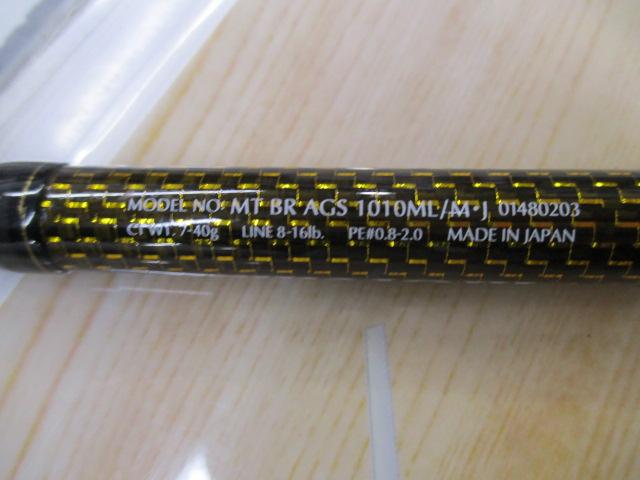 MODEL NO. MT BR AGS 1010ML/M・J 01480203
CT WT. 7-40g LINE 8-16lb. PE#0.8-2.0 MADE IN JAPAN